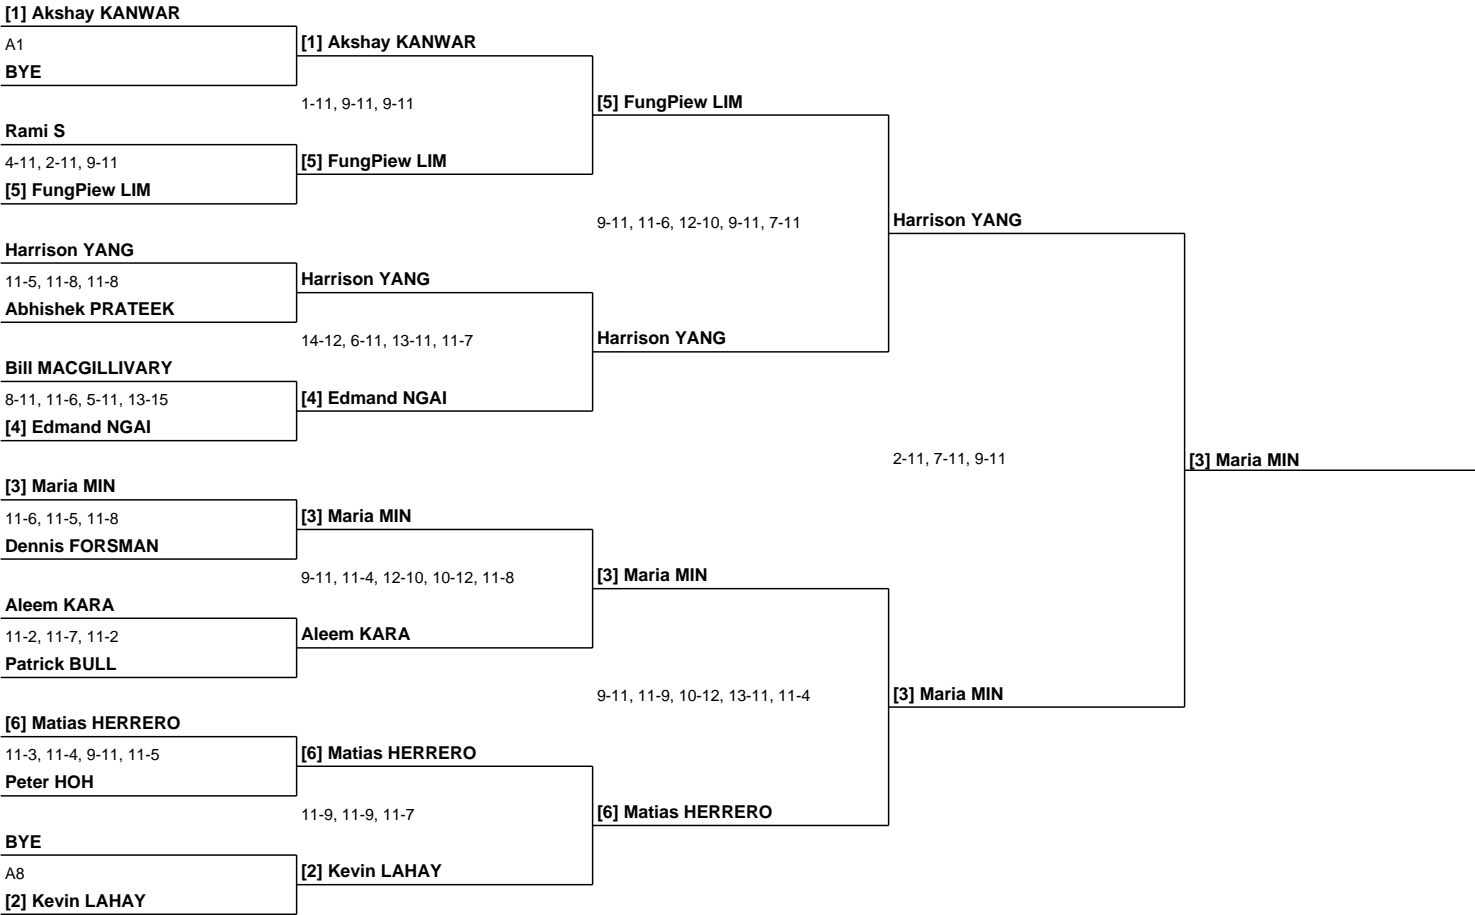 [1] Akshay KANWAR
A1
BYE
Rami S
4-11, 2-11, 9-11
[5] FungPiew LIM
Harrison YANG
11-5, 11-8, 11-8
Abhishek PRATEEK
Bill MACGILLIVARY
8-11, 11-6, 5-11, 13-15
[4] Edmand NGAI
[3] Maria MIN
11-6, 11-5, 11-8
Dennis FORSMAN
Aleem KARA
11-2, 11-7, 11-2
Patrick BULL
[6] Matias HERRERO
11-3, 11-4, 9-11, 11-5
Peter HOH
BYE
A8
[2] Kevin LAHAY
[1] Akshay KANWAR
1-11, 9-11, 9-11
[5] FungPiew LIM
Harrison YANG
14-12, 6-11, 13-11, 11-7
[4] Edmand NGAI
[3] Maria MIN
9-11, 11-4, 12-10, 10-12, 11-8
Aleem KARA
[6] Matias HERRERO
11-9, 11-9, 11-7
[2] Kevin LAHAY
[5] FungPiew LIM
9-11, 11-6, 12-10, 9-11, 7-11
Harrison YANG
[3] Maria MIN
9-11, 11-9, 10-12, 13-11, 11-4
[6] Matias HERRERO
Harrison YANG
2-11, 7-11, 9-11
[3] Maria MIN
[3] Maria MIN